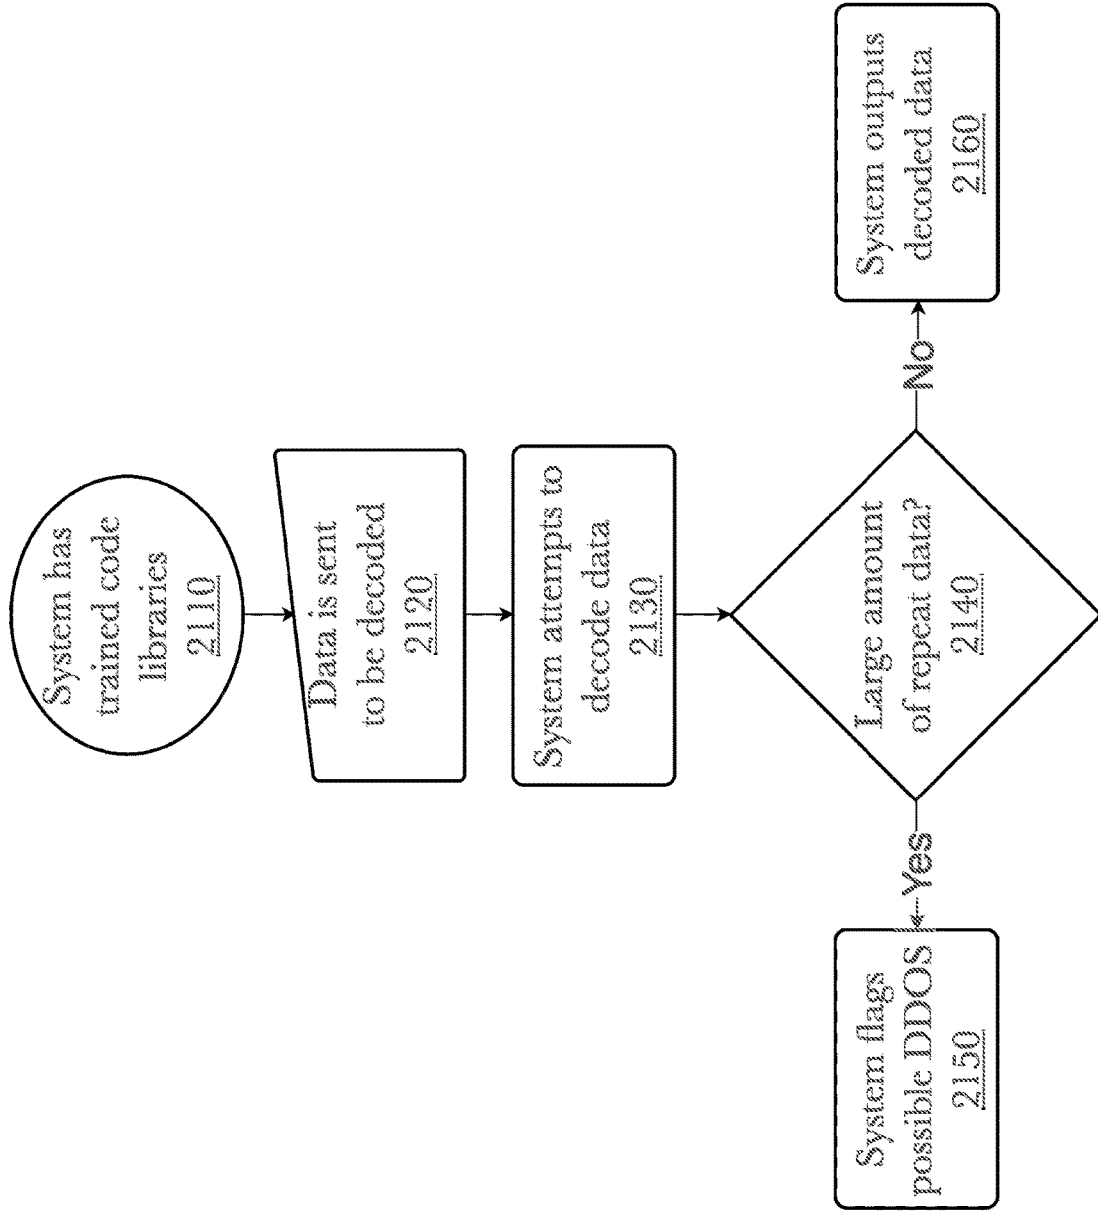 System has
trained code
libraries
2110
Data is sent
to be decoded
2120
System attempts to
decode data
2130
Large amount
of repeat data?
2140
Yes
No
System flags
possible DDOS
2150
System outputs
decoded data
2160